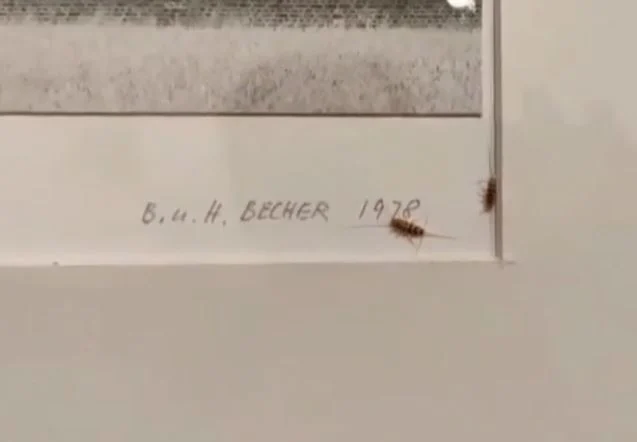 B. u. H. BECHER 1978